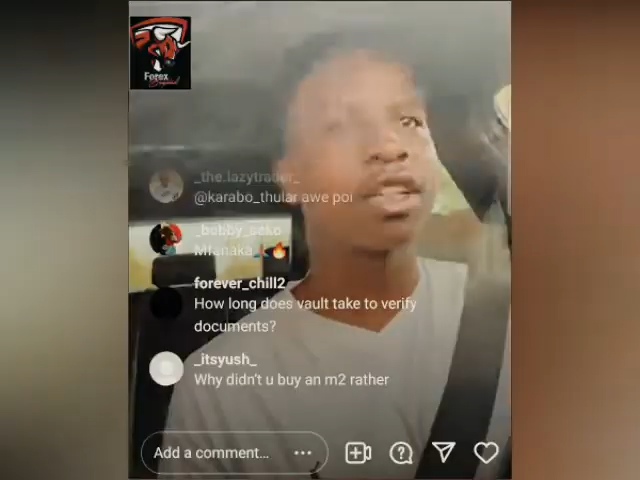 Forex
_the.lazytrader_
@karabo_thular awe poi
_bobby_seko
Mfanaka
forever_chill2
How long does vault take to verify
documents?
_itsyush_
Why didn't u buy an m2 rather
Add a comment...